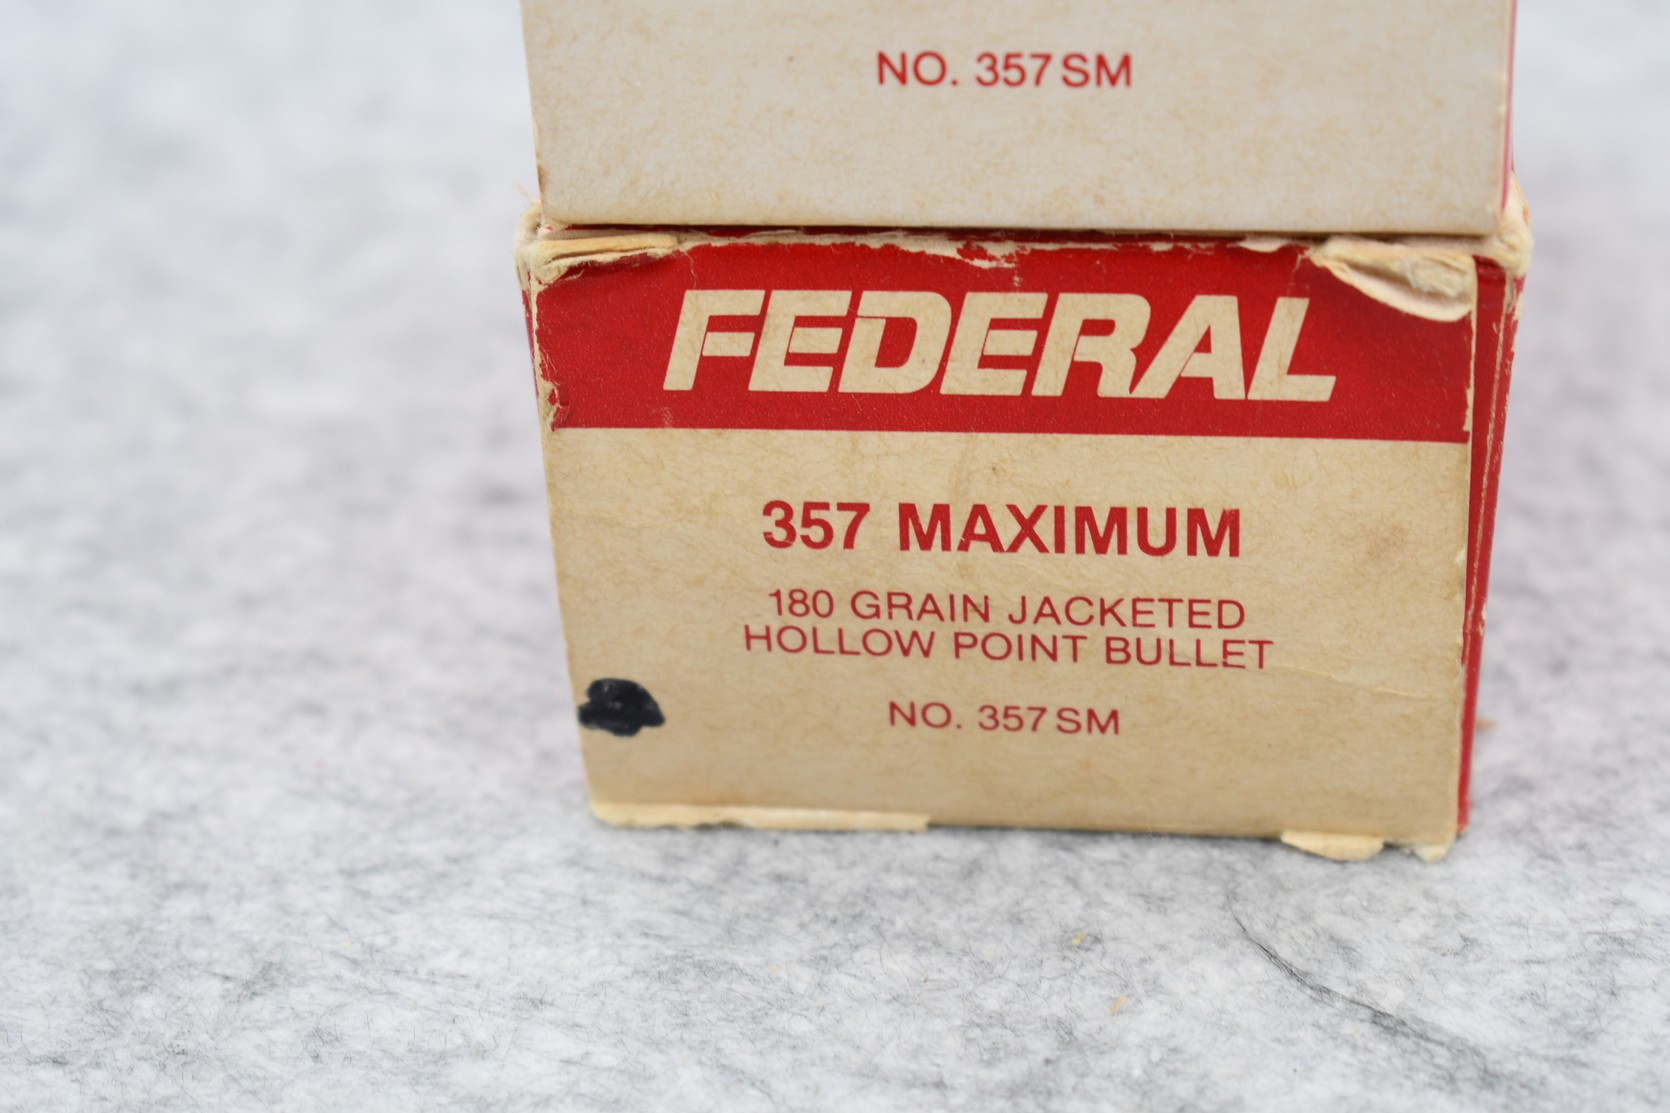 NO. 357SM
FEDERAL
357 MAXIMUM
180 GRAIN JACKETED
HOLLOW POINT BULLET
NO. 357SM